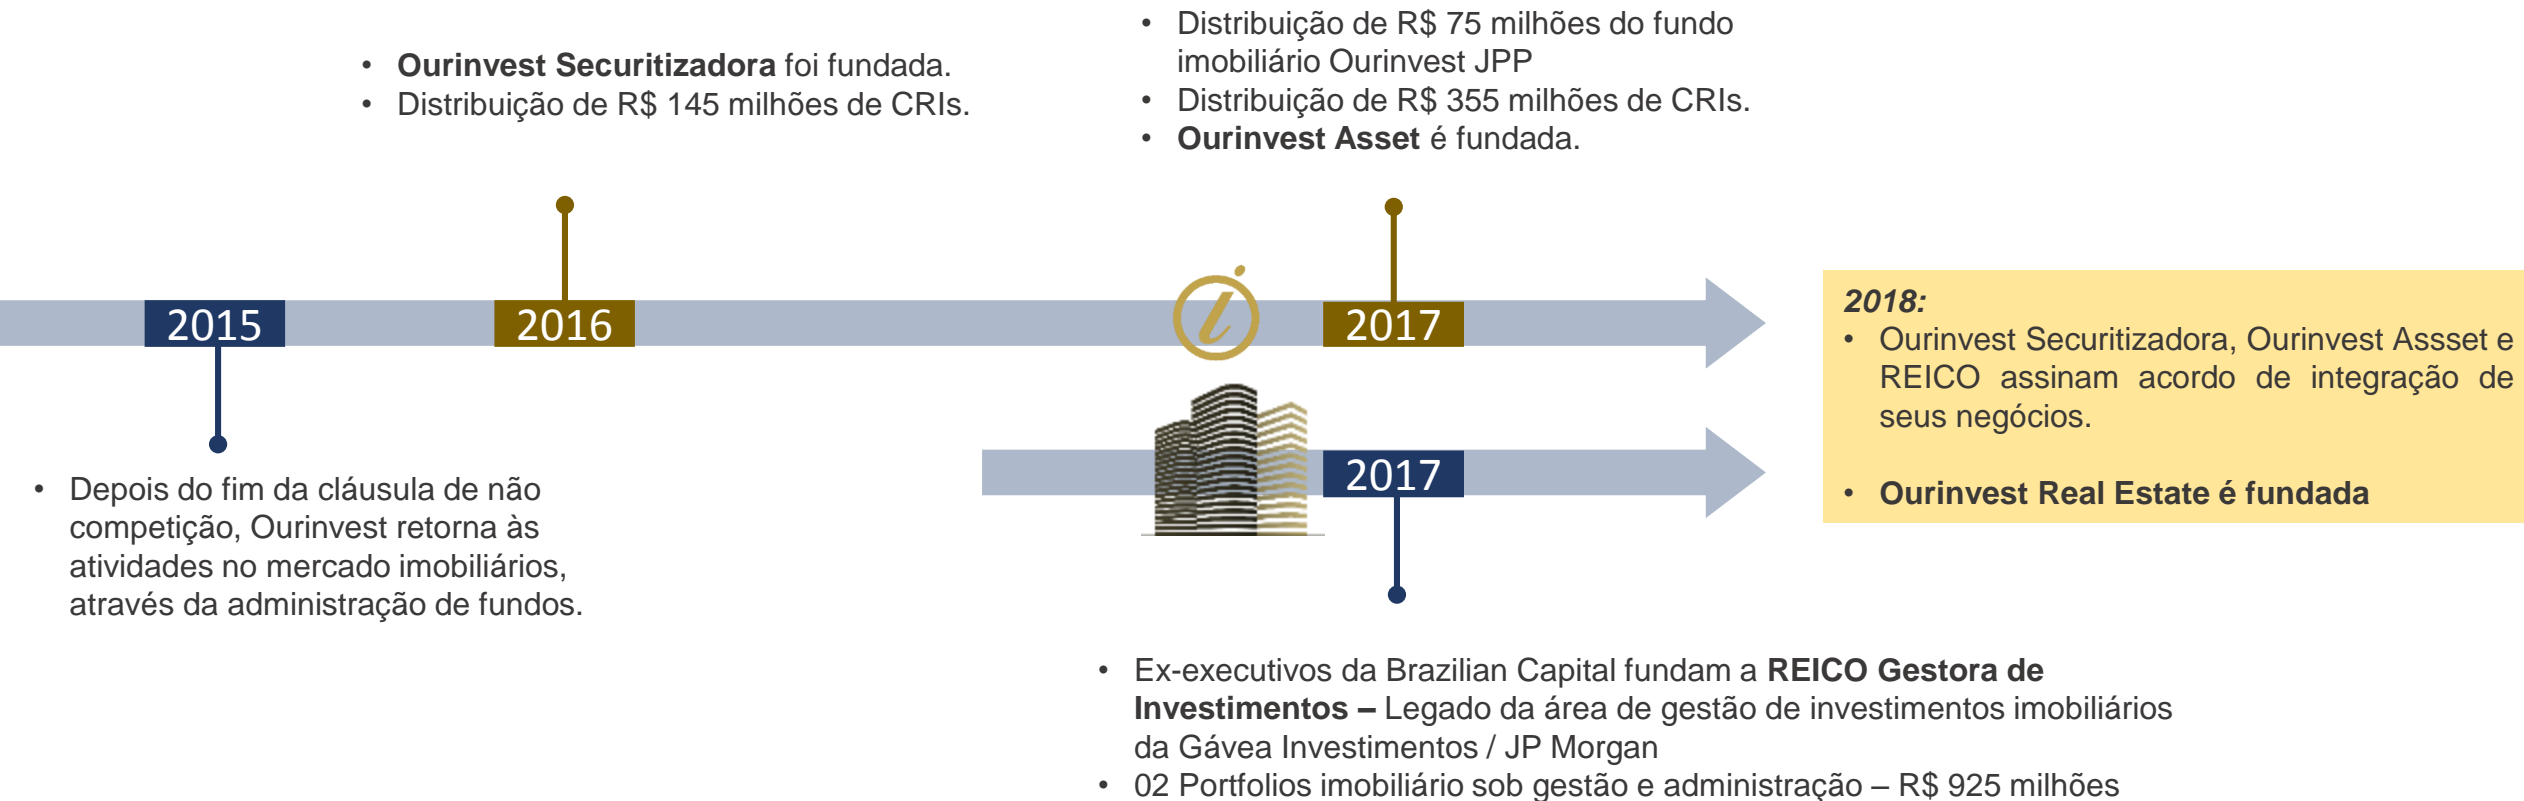 • Ourinvest Securitizadora foi fundada.
• Distribuição de R$ 145 milhões de CRIs.
• Distribuição de R$ 75 milhões do fundo
imobiliário Ourinvest JPP
• Distribuição de R$ 355 milhões de CRIs.
• Ourinvest Asset é fundada.
2015
2016
2017
• Depois do fim da cláusula de não
competição, Ourinvest retorna às
atividades no mercado imobiliários,
através da administração de fundos.
2017
• Ex-executivos da Brazilian Capital fundam a REICO Gestora de
Investimentos – Legado da área de gestão de investimentos imobiliários
da Gávea Investimentos / JP Morgan
• 02 Portfolios imobiliário sob gestão e administração – R$ 925 milhões
2018:
• Ourinvest Securitizadora, Ourinvest Assset e
REICO assinam acordo de integração de
seus negócios.
• Ourinvest Real Estate é fundada